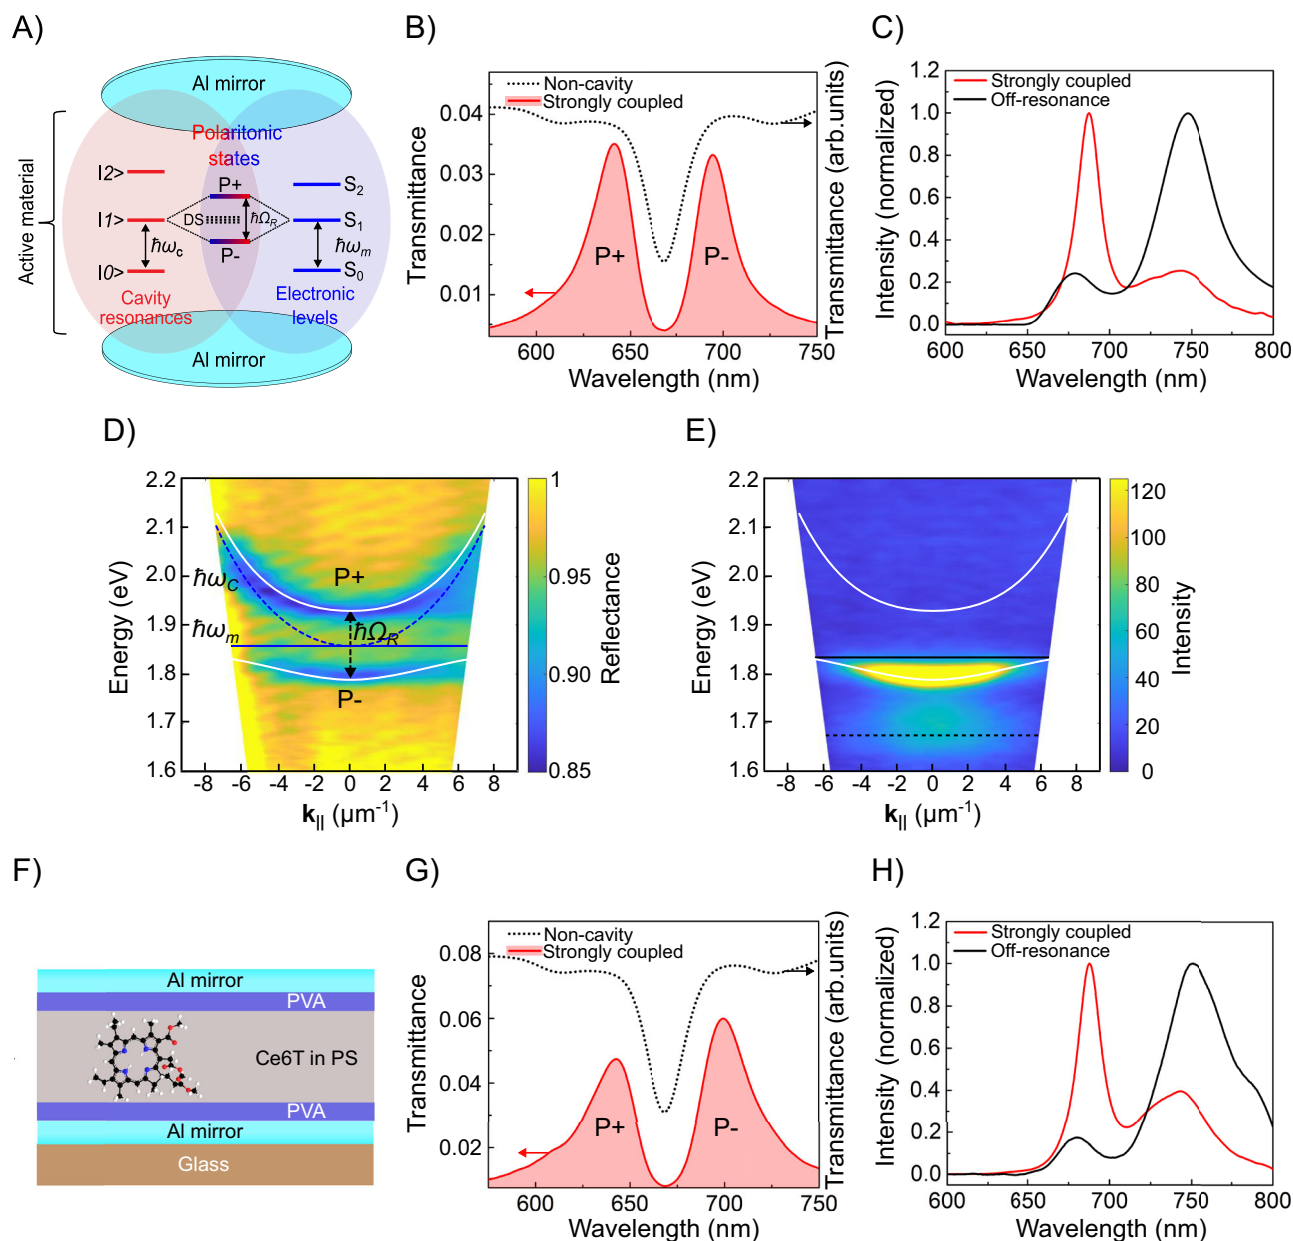 A)
Al mirror
Active material
Polaritonic
states
|2>
|1>
|0>
P+
DS
P-
ħΩR
ħωc
ħωm
S2
S1
S0
Cavity
resonances
Electronic
levels
Al mirror
B)
Non-cavity
Strongly coupled
Transmittance
0.04
0.03
0.02
0.01
P+
P-
Transmittance (arb.units)
600
650
700
750
Wavelength (nm)
C)
Strongly coupled
Off-resonance
Intensity (normalized)
1.2
1.0
0.8
0.6
0.4
0.2
0.0
600
650
700
750
800
Wavelength (nm)
D)
Energy (eV)
2.2
2.1
2.0
1.9
1.8
1.7
1.6
ħωC
ħωm
P+
ħΩR
P-
-8
-6
-4
-2
0
2
4
6
8
k|| (µm-1)
1
0.95
0.90
0.85
Reflectance
E)
Energy (eV)
2.2
2.1
2.0
1.9
1.8
1.7
1.6
-8
-6
-4
-2
0
2
4
6
8
k|| (µm-1)
120
100
80
60
40
20
0
Intensity
F)
Al mirror
PVA
Ce6T in PS
PVA
Al mirror
Glass
G)
Non-cavity
Strongly coupled
Transmittance
0.08
0.06
0.04
0.02
P+
P-
Transmittance (arb.units)
600
650
700
750
Wavelength (nm)
H)
Strongly coupled
Off-resonance
Intensity (normalized)
1.2
1.0
0.8
0.6
0.4
0.2
0.0
600
650
700
750
800
Wavelength (nm)